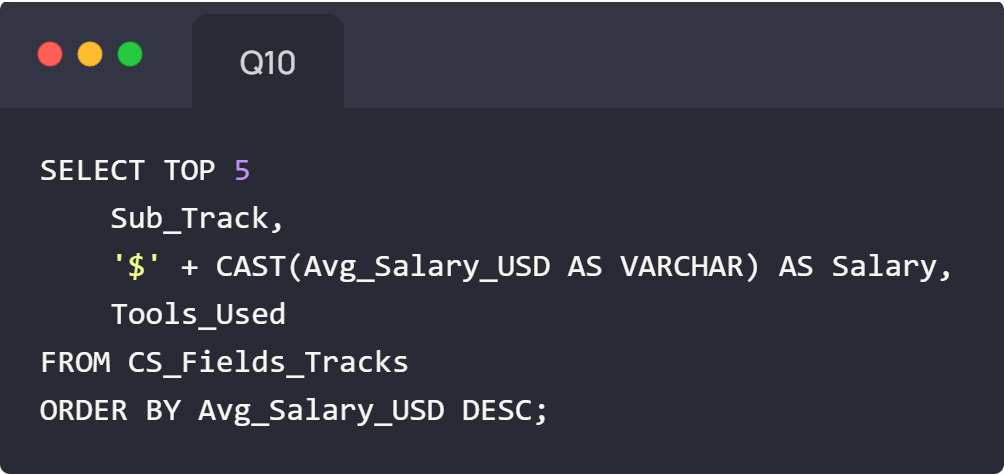 Q10
SELECT TOP 5
    Sub_Track,
    '$' + CAST(Avg_Salary_USD AS VARCHAR) AS Salary,
    Tools_Used
FROM CS_Fields_Tracks
ORDER BY Avg_Salary_USD DESC;